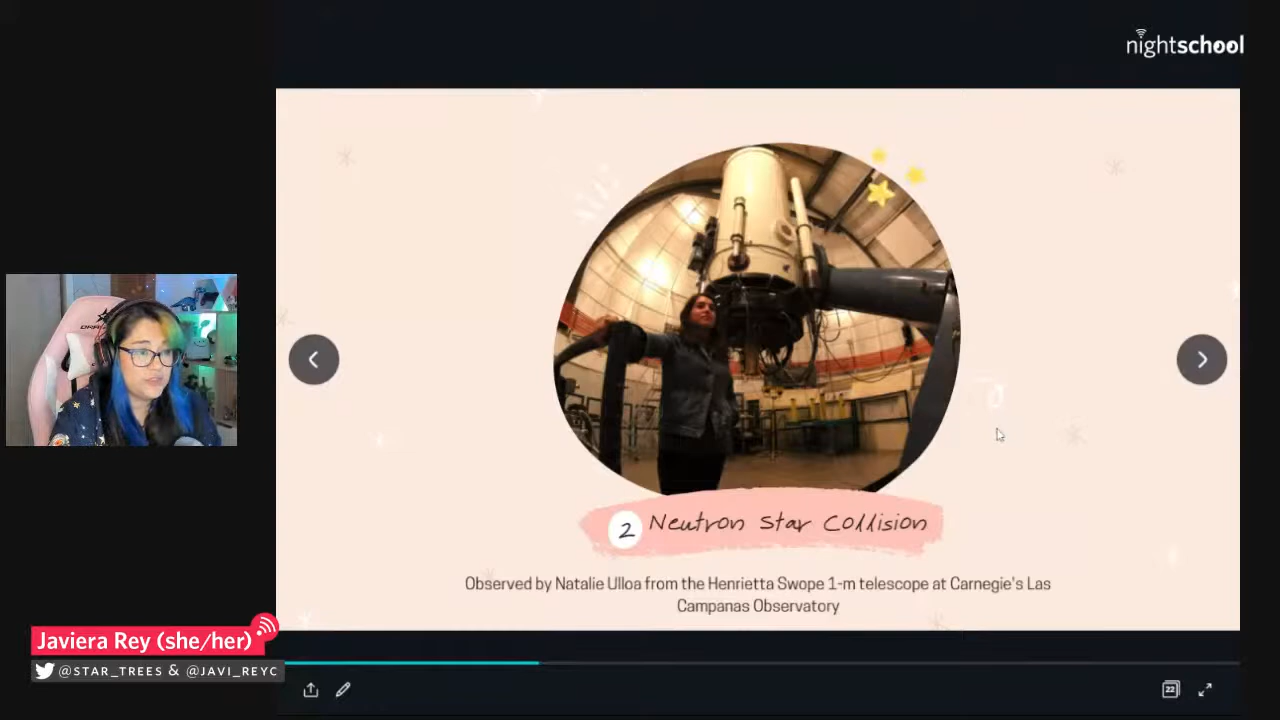 nightschool
2 Neutron Star Collision
Observed by Natalie Ulloa from the Henrietta Swope 1-m telescope at Carnegie's Las
Campanas Observatory
Javiera Rey (she/her)
@STAR_TREES & @JAVI_REYC
22